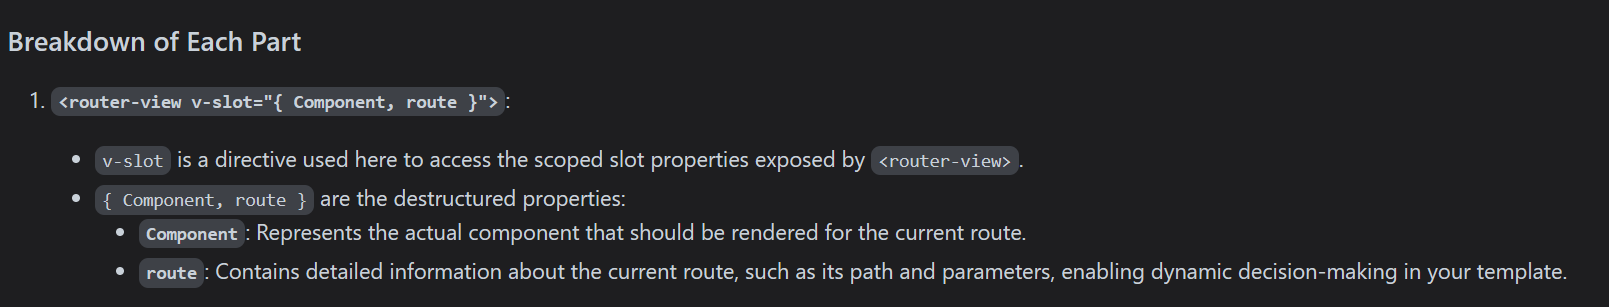 Breakdown of Each Part
1. <router-view v-slot="{ Component, route }">:
• v-slot is a directive used here to access the scoped slot properties exposed by <router-view>.
• { Component, route } are the destructured properties:
• Component: Represents the actual component that should be rendered for the current route.
• route: Contains detailed information about the current route, such as its path and parameters, enabling dynamic decision-making in your template.